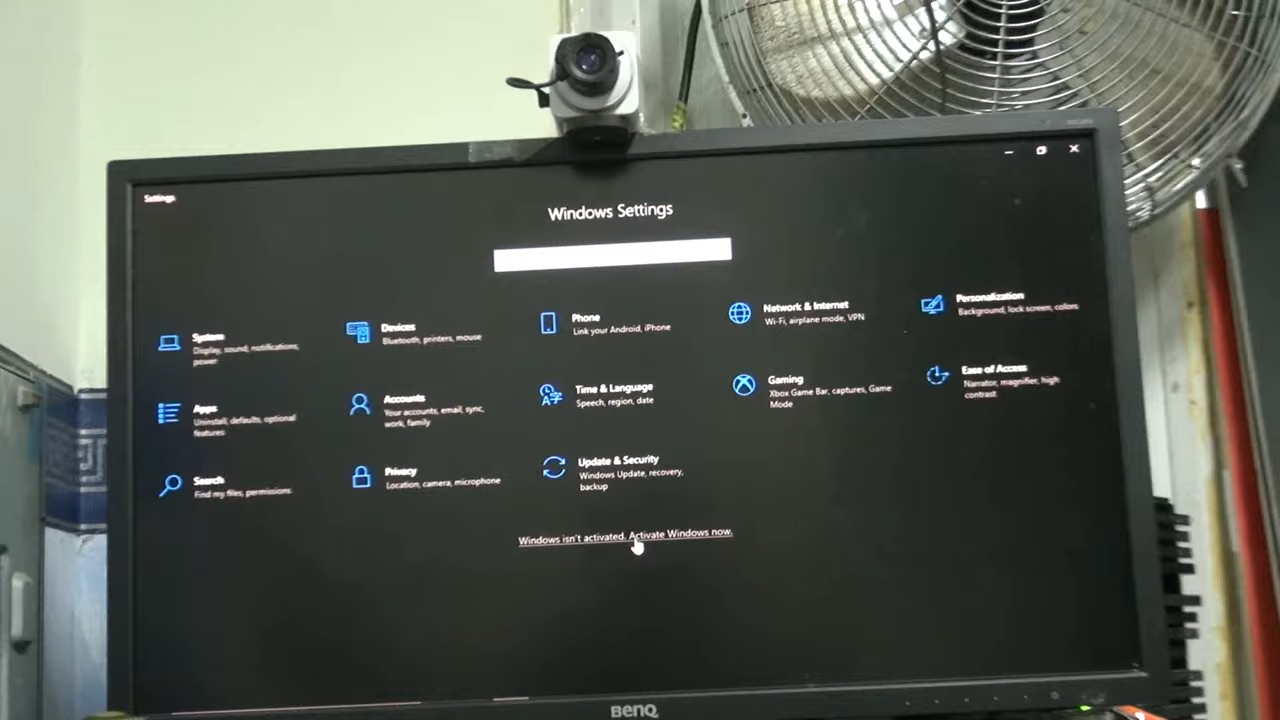 Settings
Windows Settings
System
Display, sound, notifications,
power
Devices
Bluetooth, printers, mouse
Phone
Link your Android, iPhone
Network & Internet
Wi-Fi, airplane mode, VPN
Personalization
Background, lock screen, colors
Apps
Uninstall, defaults, optional
features
Accounts
Your accounts, email, sync,
work, family
Time & Language
Speech, region, date
Gaming
Xbox Game Bar, captures, Game
Mode
Ease of Access
Narrator, magnifier, high
contrast
Search
Find my files, permissions
Privacy
Location, camera, microphone
Update & Security
Windows Update, recovery,
backup
Windows isn't activated. Activate Windows now.
BenQ